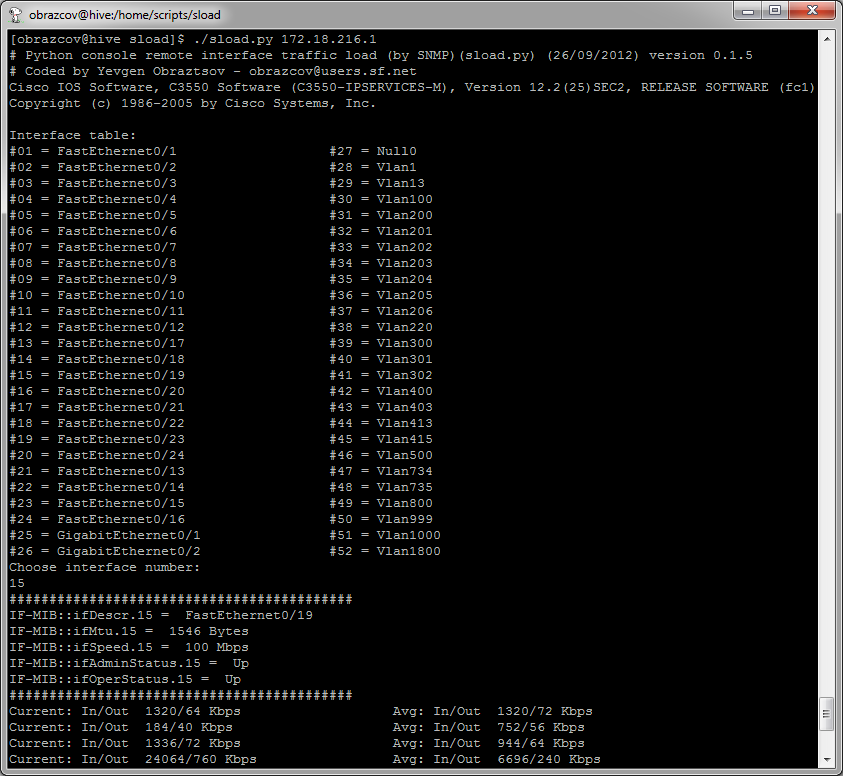 obrazcov@hive:/home/scripts/sload
[obrazcov@hive sload]$ ./sload.py 172.18.216.1
# Python console remote interface traffic load (by SNMP)(sload.py) (26/09/2012) version 0.1.5
# Coded by Yevgen Obraztsov - obrazcov@users.sf.net
Cisco IOS Software, C3550 Software (C3550-IPSERVICES-M), Version 12.2(25)SEC2, RELEASE SOFTWARE (fc1)
Copyright (c) 1986-2005 by Cisco Systems, Inc.
Interface table:
#01 = FastEthernet0/1 #27 = Null0
#02 = FastEthernet0/2 #28 = Vlan1
#03 = FastEthernet0/3 #29 = Vlan13
#04 = FastEthernet0/4 #30 = Vlan100
#05 = FastEthernet0/5 #31 = Vlan200
#06 = FastEthernet0/6 #32 = Vlan201
#07 = FastEthernet0/7 #33 = Vlan202
#08 = FastEthernet0/8 #34 = Vlan203
#09 = FastEthernet0/9 #35 = Vlan204
#10 = FastEthernet0/10 #36 = Vlan205
#11 = FastEthernet0/11 #37 = Vlan206
#12 = FastEthernet0/12 #38 = Vlan220
#13 = FastEthernet0/17 #39 = Vlan300
#14 = FastEthernet0/18 #40 = Vlan301
#15 = FastEthernet0/19 #41 = Vlan302
#16 = FastEthernet0/20 #42 = Vlan400
#17 = FastEthernet0/21 #43 = Vlan403
#18 = FastEthernet0/22 #44 = Vlan413
#19 = FastEthernet0/23 #45 = Vlan415
#20 = FastEthernet0/24 #46 = Vlan500
#21 = FastEthernet0/13 #47 = Vlan734
#22 = FastEthernet0/14 #48 = Vlan735
#23 = FastEthernet0/15 #49 = Vlan800
#24 = FastEthernet0/16 #50 = Vlan999
#25 = GigabitEthernet0/1 #51 = Vlan1000
#26 = GigabitEthernet0/2 #52 = Vlan1800
Choose interface number:
15
###########################################
IF-MIB::ifDescr.15 =  FastEthernet0/19
IF-MIB::ifMtu.15 =  1546 Bytes
IF-MIB::ifSpeed.15 =  100 Mbps
IF-MIB::ifAdminStatus.15 =  Up
IF-MIB::ifOperStatus.15 =  Up
###########################################
Current: In/Out  1320/64 Kbps Avg: In/Out  1320/72 Kbps
Current: In/Out  184/40 Kbps Avg: In/Out  752/56 Kbps
Current: In/Out  1336/72 Kbps Avg: In/Out  944/64 Kbps
Current: In/Out  24064/760 Kbps Avg: In/Out  6696/240 Kbps